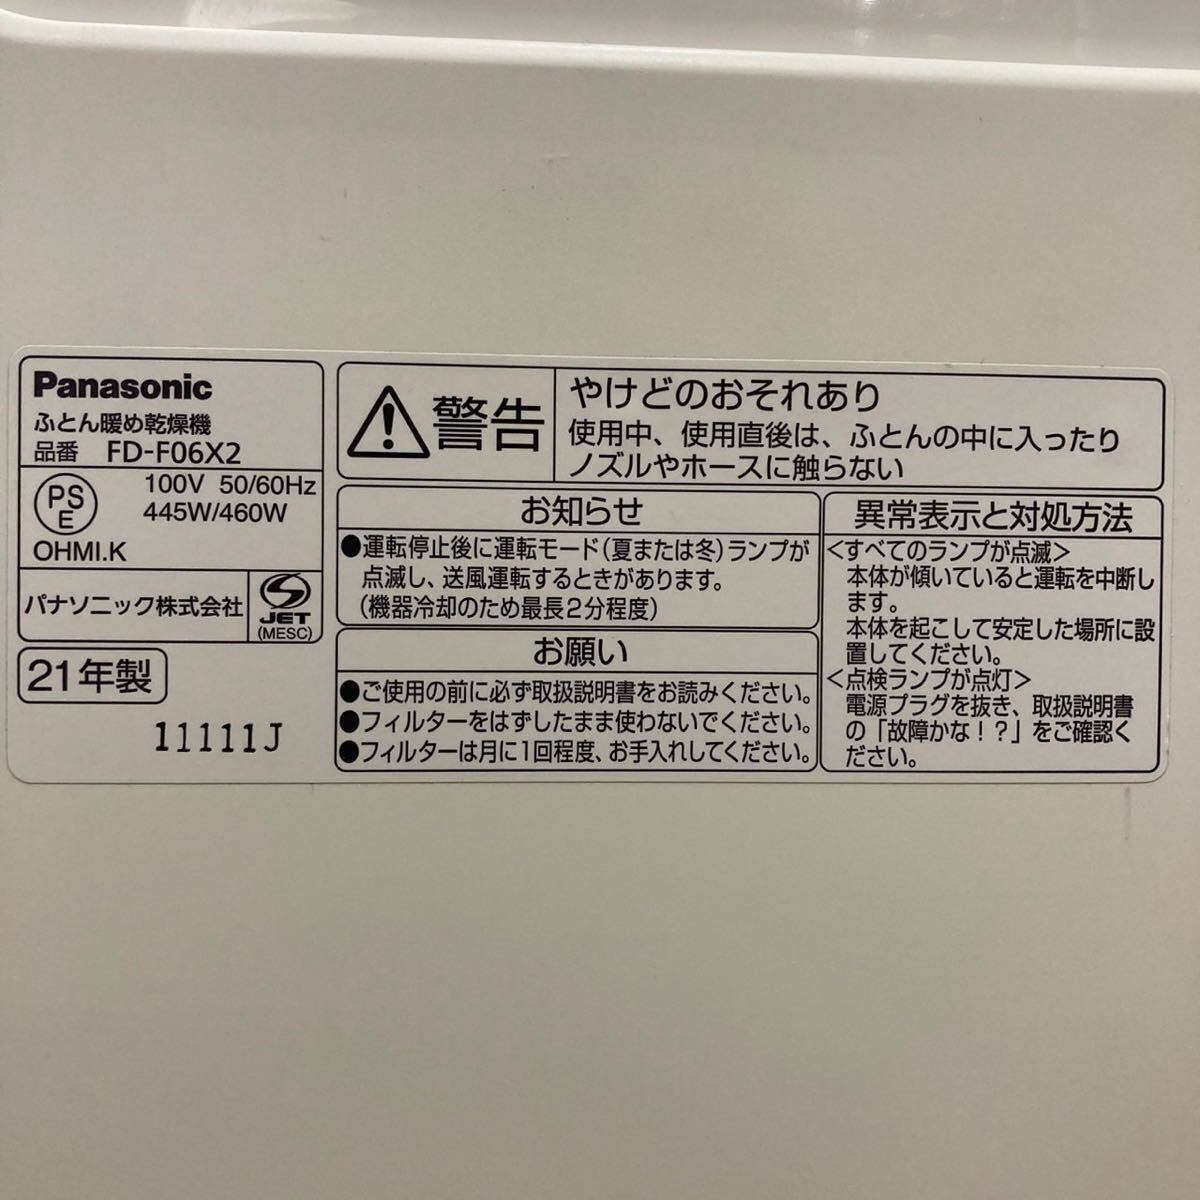 Panasonic
ふとん暖め乾燥機
品番 FD-F06X2
PS
E
100V 50/60Hz
445W/460W
OHMI.K
パナソニック株式会社
JET
(MESC)
21年製
11111J
警告
やけどのおそれあり
使用中、使用直後は、ふとんの中に入ったり
ノズルやホースに触らない
お知らせ
●運転停止後に運転モード(夏または冬)ランプが
点滅し、送風運転するときがあります。
(機器冷却のため最長2分程度)
お願い
●ご使用の前に必ず取扱説明書をお読みください。
●フィルターをはずしたまま使わないでください。
●フィルターは月に1回程度、お手入れしてください。
異常表示と対処方法
<すべてのランプが点滅>
本体が傾いていると運転を中断し
ます。
本体を起こして安定した場所に設
置してください。
<点検ランプが点灯>
電源プラグを抜き、取扱説明書
の「故障かな!?」をご確認く
ださい。